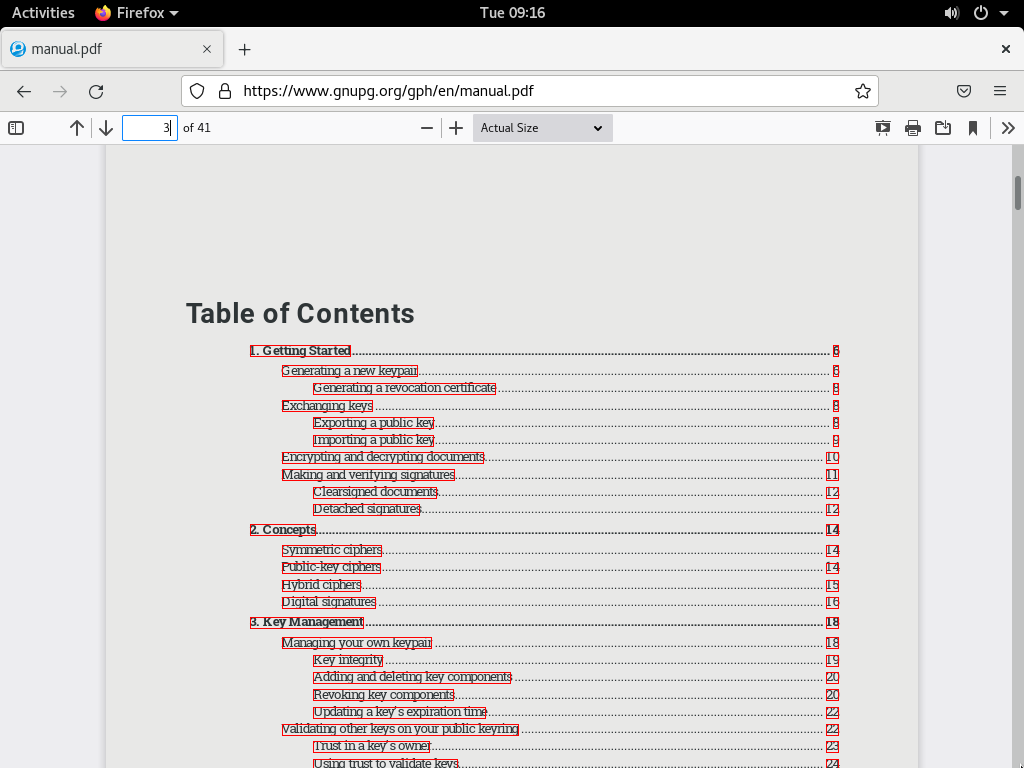 Activities Firefox Tue 09:16
manual.pdf
https://www.gnupg.org/gph/en/manual.pdf
3 of 41 Actual Size
Table of Contents
1. Getting Started 6
Generating a new keypair 6
Generating a revocation certificate 8
Exchanging keys 8
Exporting a public key 8
Importing a public key 9
Encrypting and decrypting documents 10
Making and verifying signatures 11
Clearsigned documents 12
Detached signatures 12
2. Concepts 14
Symmetric ciphers 14
Public-key ciphers 14
Hybrid ciphers 15
Digital signatures 16
3. Key Management 18
Managing your own keypair 18
Key integrity 19
Adding and deleting key components 20
Revoking key components 20
Updating a key's expiration time 22
Validating other keys on your public keyring 22
Trust in a key's owner 23
Using trust to validate keys 24